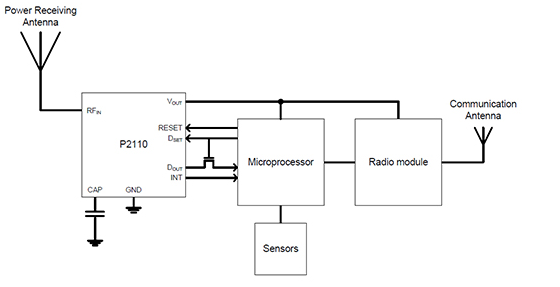 Power Receiving
Antenna
RFIN
VOUT
RESET
DSET
P2110
DOUT
INT
CAP
GND
Microprocessor
Radio module
Communication
Antenna
Sensors